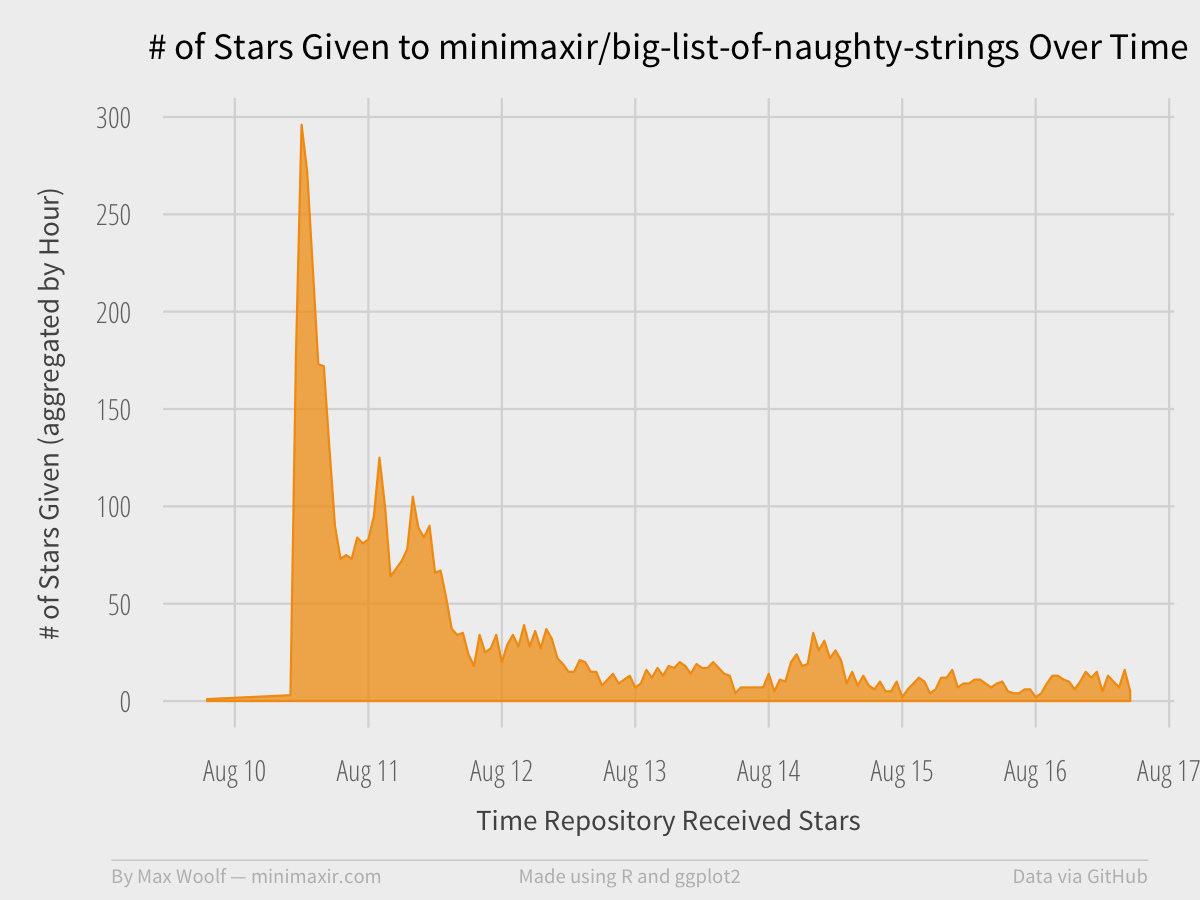 # of Stars Given to minimaxir/big-list-of-naughty-strings Over Time
# of Stars Given (aggregated by Hour)
300
250
200
150
100
50
0
Aug 10 Aug 11 Aug 12 Aug 13 Aug 14 Aug 15 Aug 16 Aug 17
Time Repository Received Stars
By Max Woolf — minimaxir.com Made using R and ggplot2 Data via GitHub